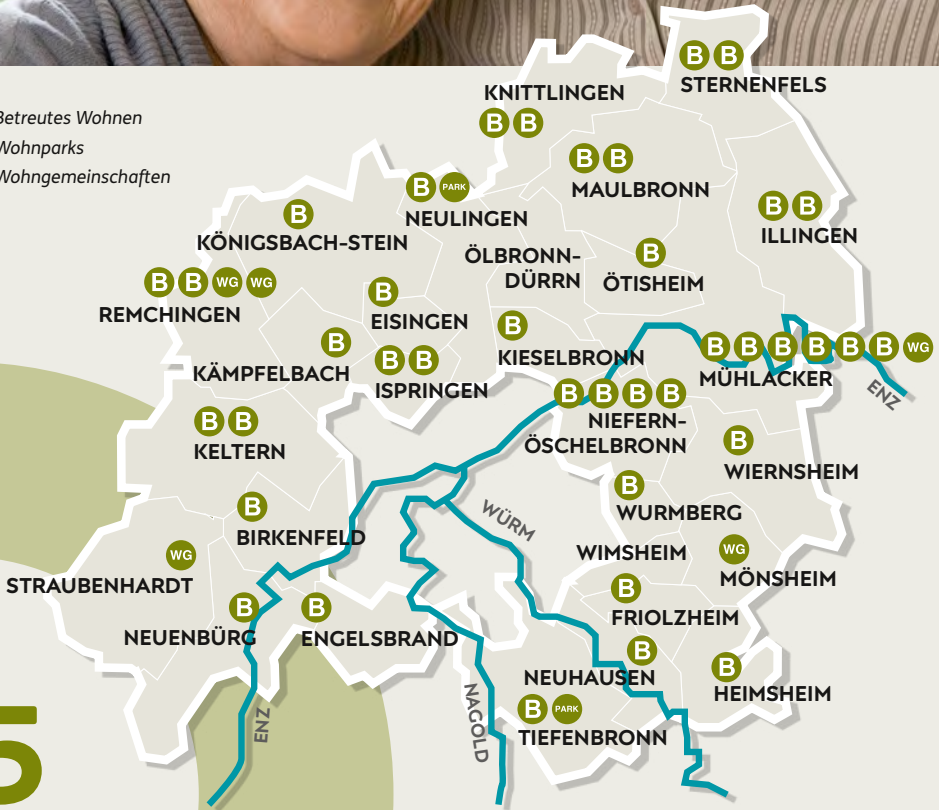 Betreutes Wohnen
Wohnparks
Wohngemeinschaften
B B
STERNENFELS
KNITTLINGEN
B B
B B
MAULBRONN
B PARK
NEULINGEN
B B
ILLINGEN
B
KÖNIGSBACH-STEIN
ÖLBRONN-
DÜRRN
B
ÖTISHEIM
B B WG WG
REMCHINGEN
B
EISINGEN
B
KIESELBRONN
B
KÄMPFELBACH
B B
ISPRINGEN
B B B B B B WG
MÜHLACKER
ENZ
B B B B
NIEFERN-
ÖSCHELBRONN
B B
KELTERN
B
WIERNSHEIM
B
WURMBERG
B
BIRKENFELD
WÜRM
WIMSHEIM
WG
MÖNSHEIM
WG
STRAUBENHARDT
B
FRIOLZHEIM
B
NEUENBÜRG
B
ENGELSBRAND
B
NEUHAUSEN
B
HEIMSHEIM
B PARK
TIEFENBRONN
NAGOLD
ENZ
5